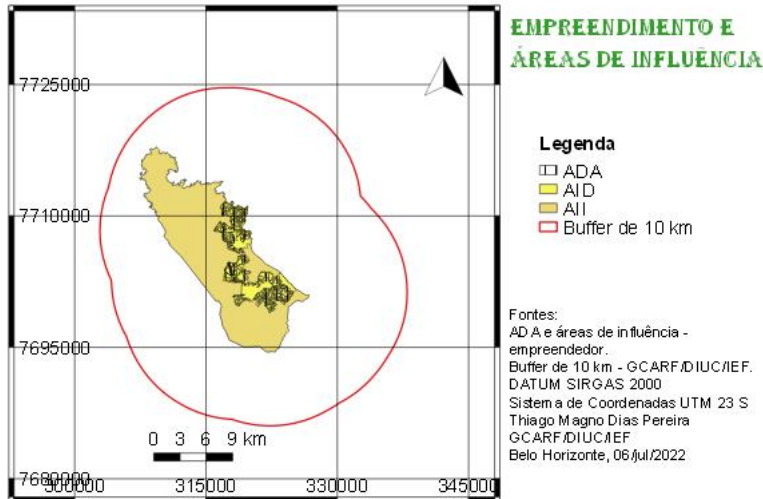 EMPREENDIMENTO E
ÁREAS DE INFLUÊNCIA
7725000
7710000
7695000
7680000
300000
315000
330000
345000
0 3 6 9 km
Legenda
ADA
AID
AII
Buffer de 10 km
Fontes:
ADA e áreas de influência -
empreendedor.
Buffer de 10 km - GCARF/DIUC/IEF.
DATUM SIRGAS 2000
Sistema de Coordenadas UTM 23 S
Thiago Magno Dias Pereira
GCARF/DIUC/IEF
Belo Horizonte, 06/jul/2022